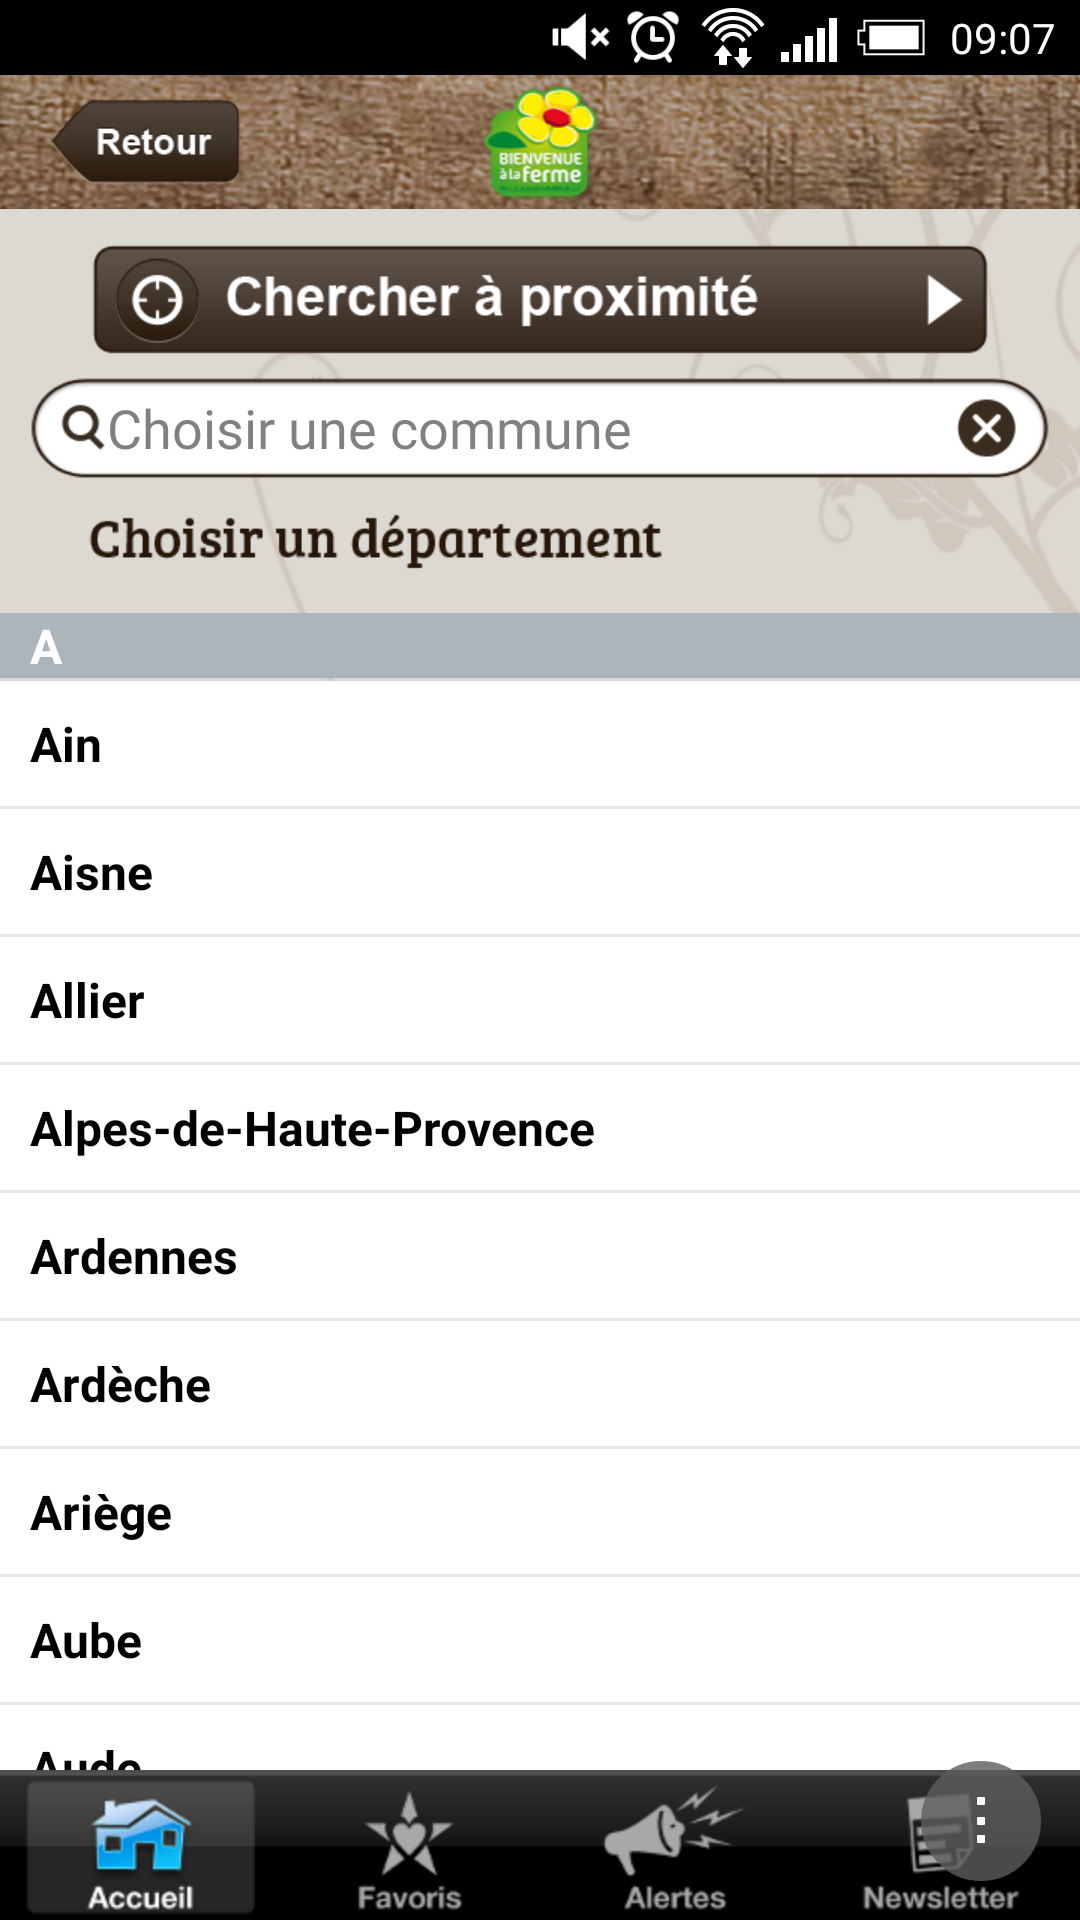 09:07
Retour
BIENVENUE
à la ferme
Chercher à proximité
Choisir une commune
Choisir un département
A
Ain
Aisne
Allier
Alpes-de-Haute-Provence
Ardennes
Ardèche
Ariège
Aube
Aude
Accueil
Favoris
Alertes
Newsletter